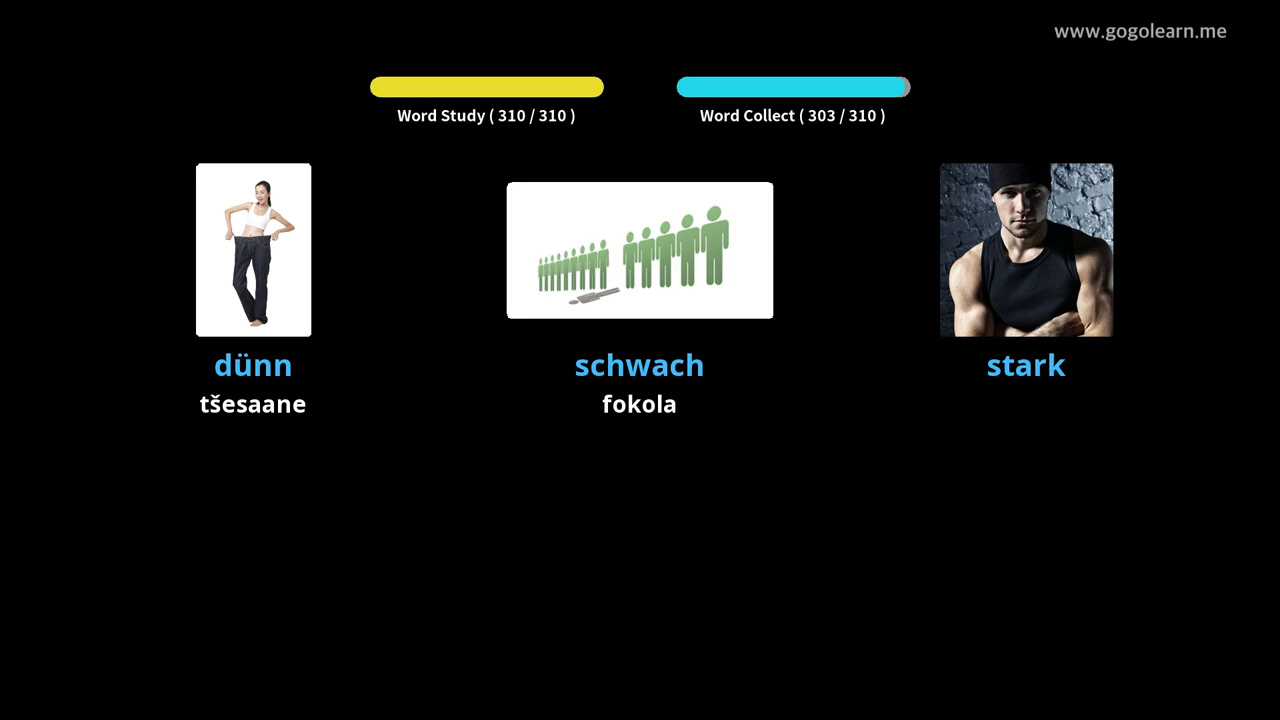 www.gogolearn.me
Word Study ( 310 / 310 )
Word Collect ( 303 / 310 )
dünn
schwach
stark
tšesaane
fokola